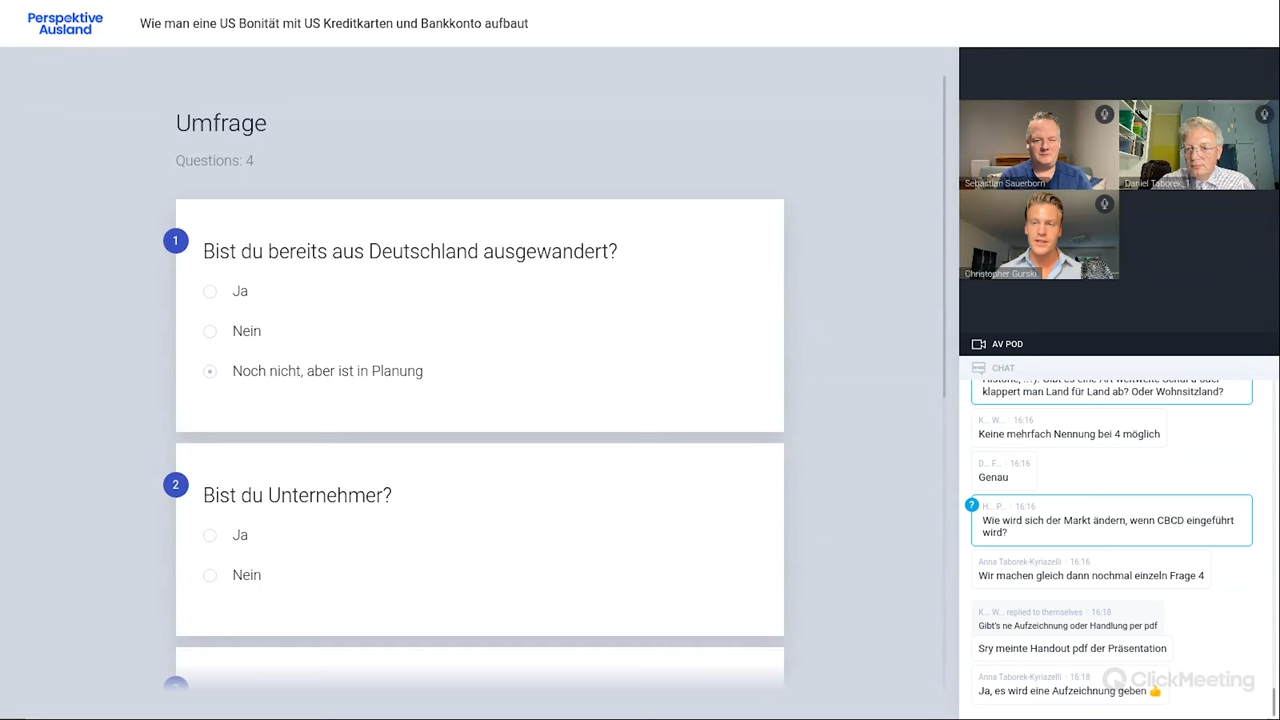 Perspektive
Ausland
Wie man eine US Bonität mit US Kreditkarten und Bankkonto aufbaut
Umfrage
Questions: 4
1
Bist du bereits aus Deutschland ausgewandert?
Ja
Nein
Noch nicht, aber ist in Planung
2
Bist du Unternehmer?
Ja
Nein
Sebastian Sauerborn
Daniel Taborek_1
Christopher Gurski
AV POD
CHAT
klappert man Land für Land ab? Oder Wohnsitzland?
K... W... · 16:16
Keine mehrfach Nennung bei 4 möglich
D... F... · 16:16
Genau
?
H... P... · 16:16
Wie wird sich der Markt ändern, wenn CBCD eingeführt
wird?
Anna Taborek-Kyriazelli · 16:16
Wir machen gleich dann nochmal einzeln Frage 4
K... W... replied to themselves · 16:18
Gibt's ne Aufzeichnung oder Handlung per pdf
Sry meinte Handout pdf der Präsentation
Anna Taborek-Kyriazelli · 16:18
Ja, es wird eine Aufzeichnung geben 👍
ClickMeeting